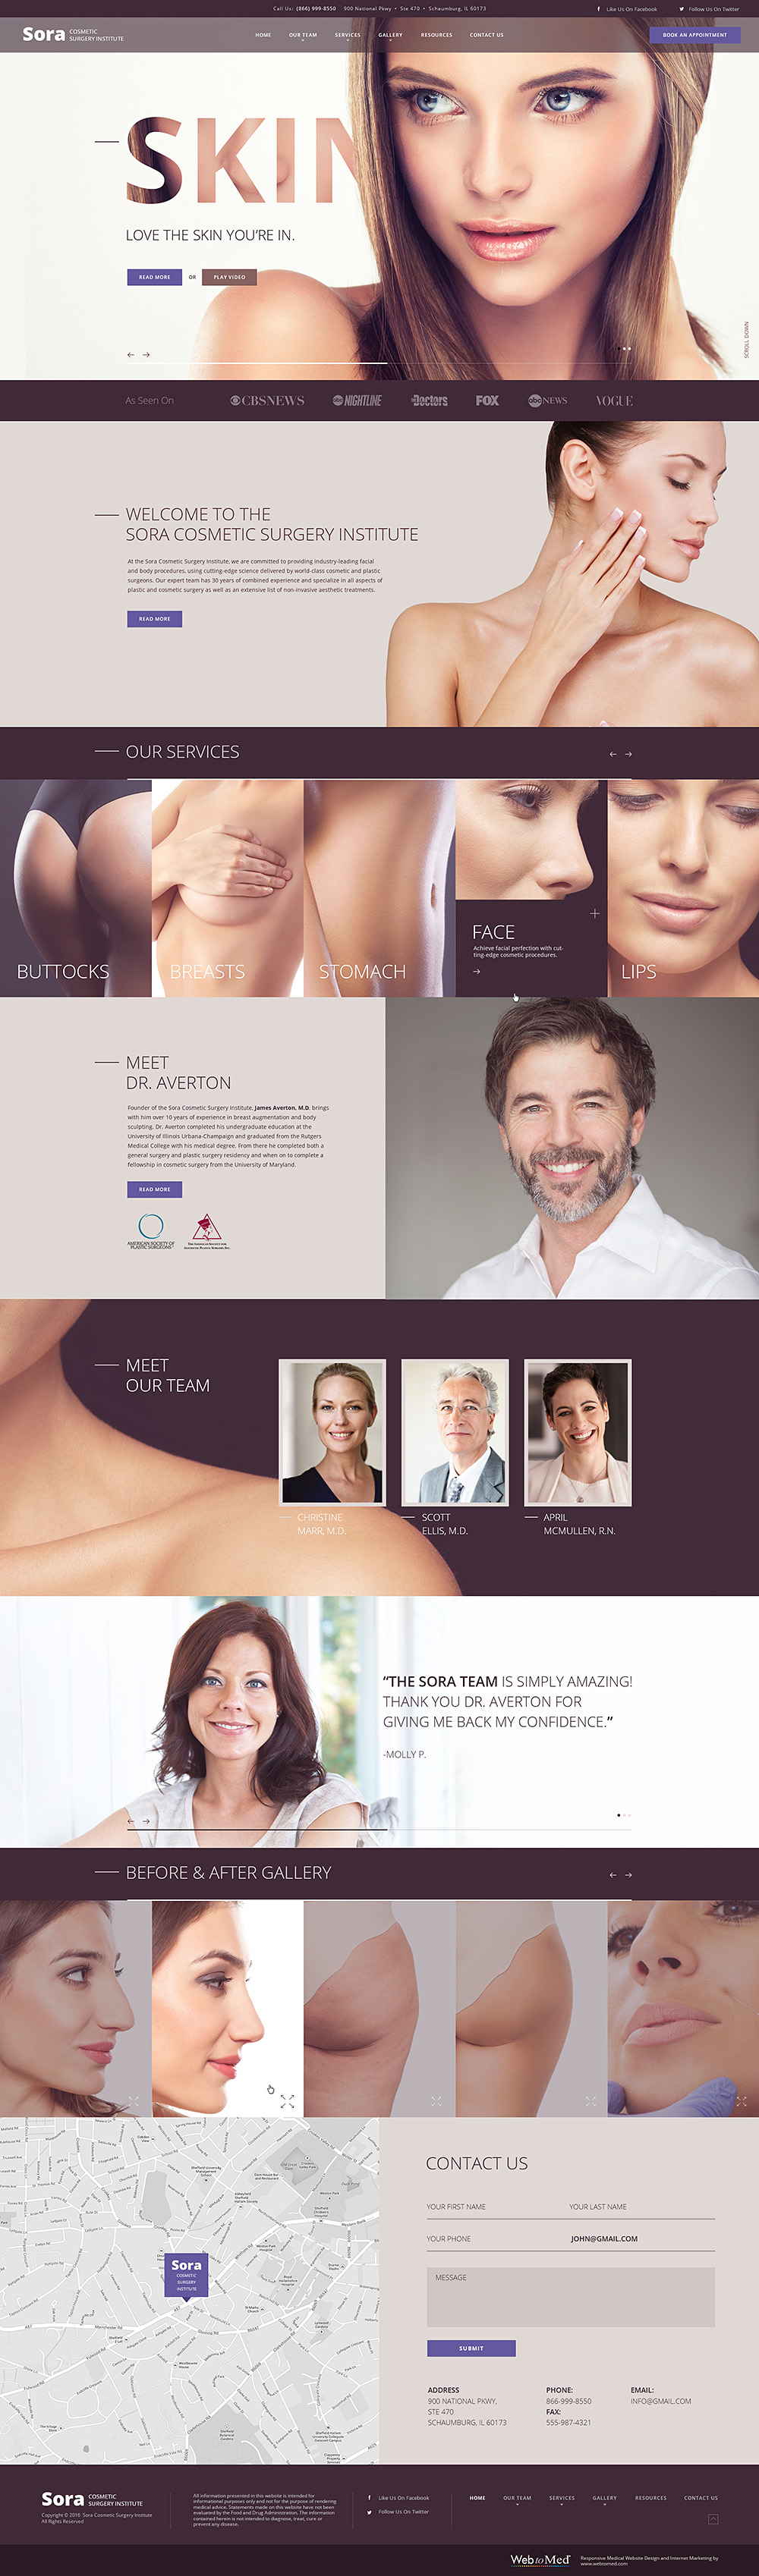 Call Us: (866) 999-8550 900 National Pkwy • Ste 470 • Schaumburg, IL 60173
Like Us On Facebook
Follow Us On Twitter
Sora COSMETIC
SURGERY INSTITUTE
HOME OUR TEAM SERVICES GALLERY RESOURCES CONTACT US
BOOK AN APPOINTMENT
SKIN
LOVE THE SKIN YOU'RE IN.
READ MORE OR PLAY VIDEO
SCROLL DOWN
As Seen On CBSNEWS NIGHTLINE The Doctors FOX abc NEWS VOGUE
WELCOME TO THE
SORA COSMETIC SURGERY INSTITUTE
At the Sora Cosmetic Surgery Institute, we are committed to providing industry-leading facial
and body procedures, using cutting-edge science delivered by world-class cosmetic and plastic
surgeons. Our expert team has 30 years of combined experience and specialize in all aspects of
plastic and cosmetic surgery as well as an extensive list of non-invasive aesthetic treatments.
READ MORE
OUR SERVICES
BUTTOCKS
BREASTS
STOMACH
FACE
Achieve facial perfection with cut-
ting-edge cosmetic procedures.
LIPS
MEET
DR. AVERTON
Founder of the Sora Cosmetic Surgery Institute, James Averton, M.D. brings
with him over 10 years of experience in breast augmentation and body
sculpting. Dr. Averton completed his undergraduate education at the
University of Illinois Urbana-Champaign and graduated from the Rutgers
Medical College with his medical degree. From there he completed both a
general surgery and plastic surgery residency and when on to complete a
fellowship in cosmetic surgery from the University of Maryland.
READ MORE
AMERICAN SOCIETY OF
PLASTIC SURGEONS
MEET
OUR TEAM
CHRISTINE
MARR, M.D.
SCOTT
ELLIS, M.D.
APRIL
MCMULLEN, R.N.
“THE SORA TEAM IS SIMPLY AMAZING!
THANK YOU DR. AVERTON FOR
GIVING ME BACK MY CONFIDENCE.”
-MOLLY P.
BEFORE & AFTER GALLERY
Sora
COSMETIC
SURGERY
INSTITUTE
CONTACT US
YOUR FIRST NAME YOUR LAST NAME
YOUR PHONE JOHN@GMAIL.COM
MESSAGE
SUBMIT
ADDRESS
900 NATIONAL PKWY,
STE 470
SCHAUMBURG, IL 60173
PHONE:
866-999-8550
FAX:
555-987-4321
EMAIL:
INFO@GMAIL.COM
Sora COSMETIC
SURGERY INSTITUTE
Copyright © 2016 Sora Cosmetic Surgery Institute
All Rights Reserved
All information presented in this website is intended for
informational purposes only and not for the purpose of rendering
medical advice. Statements made on this website have not been
evaluated by the Food and Drug Administration. The information
contained herein is not intended to diagnose, treat, cure or
prevent any disease.
Like Us On Facebook
Follow Us On Twitter
HOME OUR TEAM SERVICES GALLERY RESOURCES CONTACT US
Web to Med
Responsive Medical Website Design and Internet Marketing by
www.webtomed.com